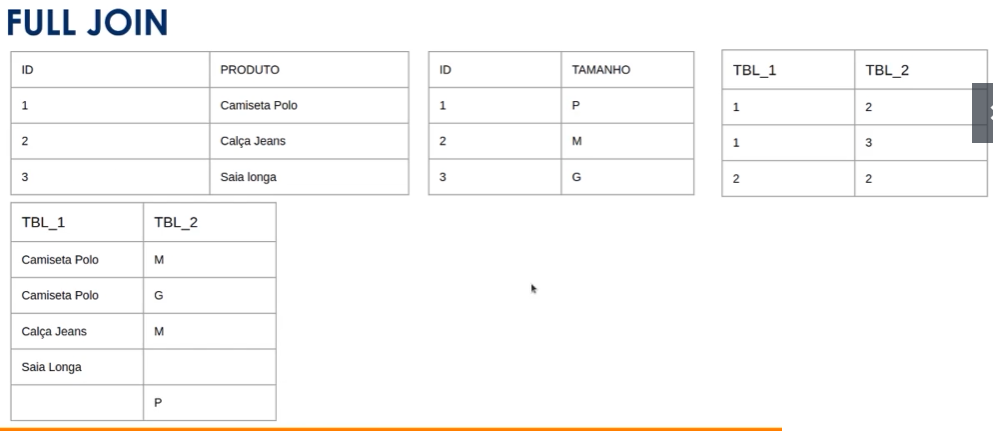 FULL JOIN
ID PRODUTO
1 Camiseta Polo
2 Calça Jeans
3 Saia longa
ID TAMANHO
1 P
2 M
3 G
TBL_1 TBL_2
1 2
1 3
2 2
TBL_1 TBL_2
Camiseta Polo M
Camiseta Polo G
Calça Jeans M
Saia Longa
P